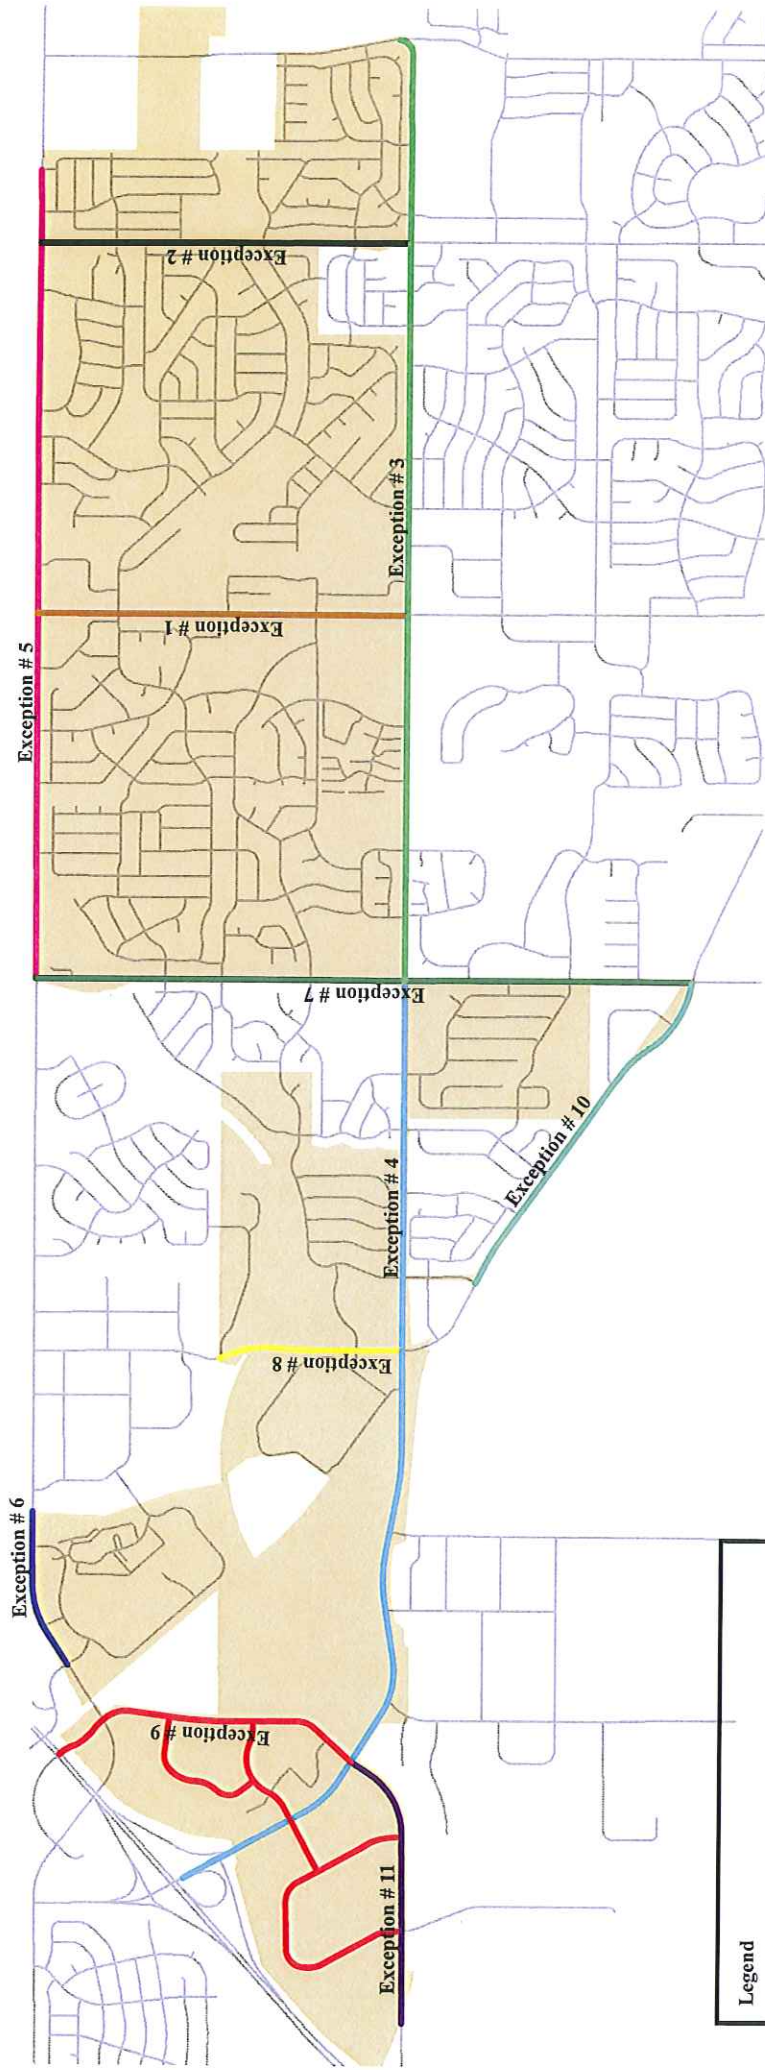 Exception # 2
Exception # 3
Exception # 1
Exception # 5
Exception # 7
Exception # 10
Exception # 4
Exception # 8
Exception # 6
Exception # 9
Exception # 11
Legend